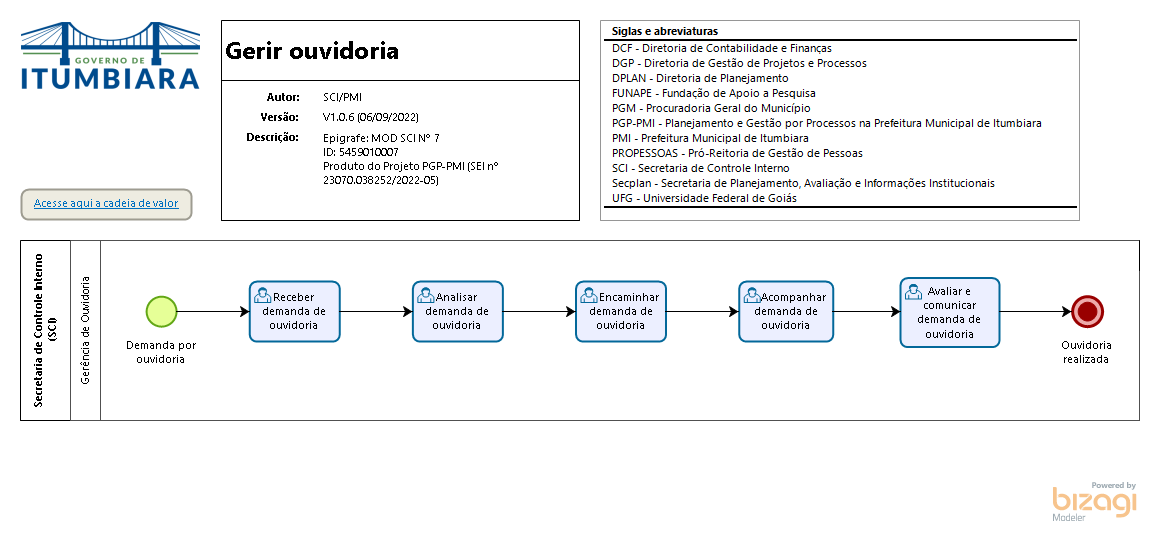 GOVERNO DE
ITUMBIARA
Gerir ouvidoria
Autor: SCI/PMI
Versão: V1.0.6 (06/09/2022)
Descrição: Epigrafe: MOD SCI Nº 7
ID: 5459010007
Produto do Projeto PGP-PMI (SEI nº
23070.038252/2022-05)
Siglas e abreviaturas
DCF - Diretoria de Contabilidade e Finanças
DGP - Diretoria de Gestão de Projetos e Processos
DPLAN - Diretoria de Planejamento
FUNAPE - Fundação de Apoio a Pesquisa
PGM - Procuradoria Geral do Município
PGP-PMI - Planejamento e Gestão por Processos na Prefeitura Municipal de Itumbiara
PMI - Prefeitura Municipal de Itumbiara
PROPESSOAS - Pró-Reitoria de Gestão de Pessoas
SCI - Secretaria de Controle Interno
Secplan - Secretaria de Planejamento, Avaliação e Informações Institucionais
UFG - Universidade Federal de Goiás
Acesse aqui a cadeia de valor
Secretaria de Controle Interno
(SCI)
Gerência de Ouvidoria
Demanda por
ouvidoria
Receber
demanda de
ouvidoria
Analisar
demanda de
ouvidoria
Encaminhar
demanda de
ouvidoria
Acompanhar
demanda de
ouvidoria
Avaliar e
comunicar
demanda de
ouvidoria
Ouvidoria
realizada
Powered by
bizagi
Modeler